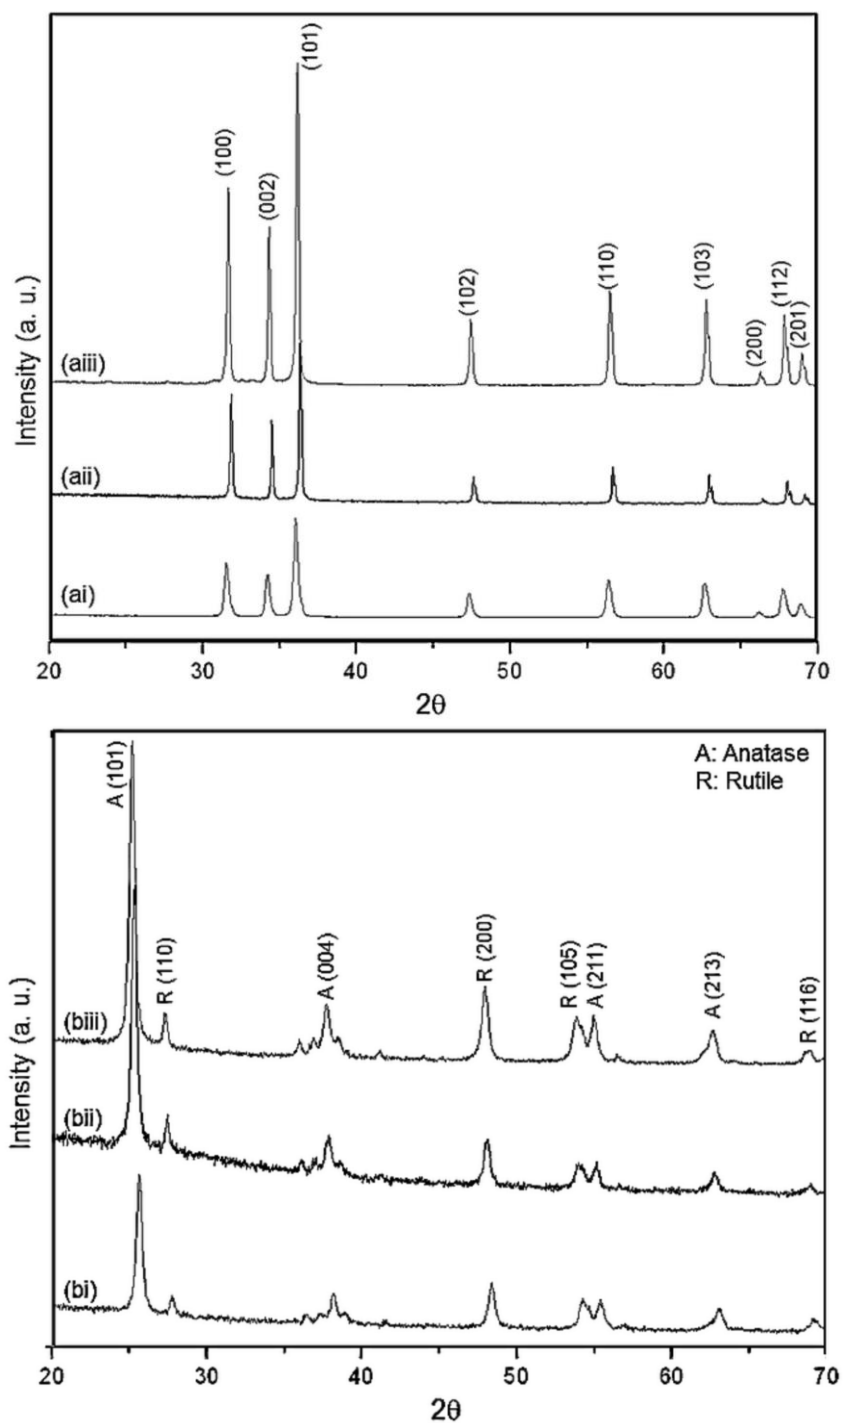 (101)
(100)
(002)
(102)
(110)
(103)
(200)
(112)
(201)
Intensity (a. u.)
(aiii)
(aii)
(ai)
20 30 40 50 60 70
2θ
A: Anatase
R: Rutile
A (101)
R (110)
A (004)
R (200)
R (105)
A (211)
A (213)
R (116)
Intensity (a. u.)
(biii)
(bii)
(bi)
20 30 40 50 60 70
2θ